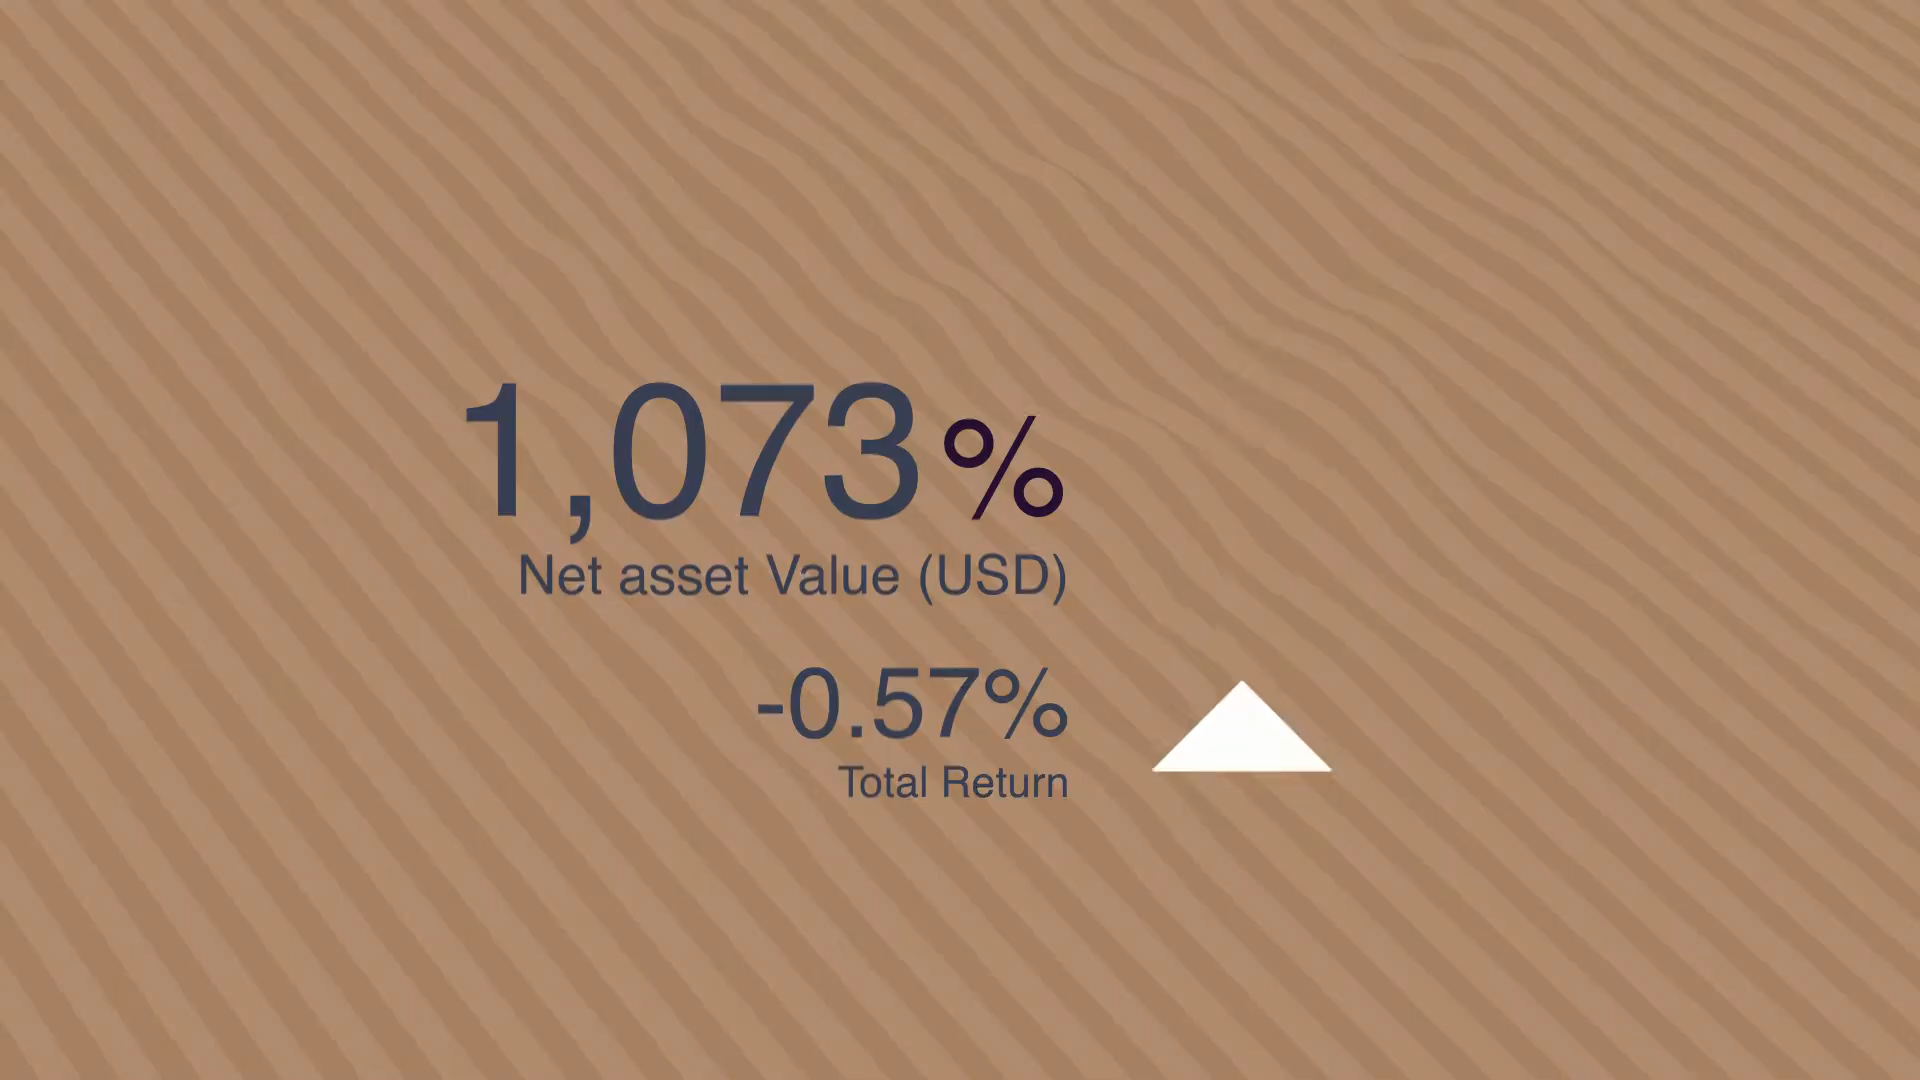 1,073%
Net asset Value (USD)
-0.57%
Total Return